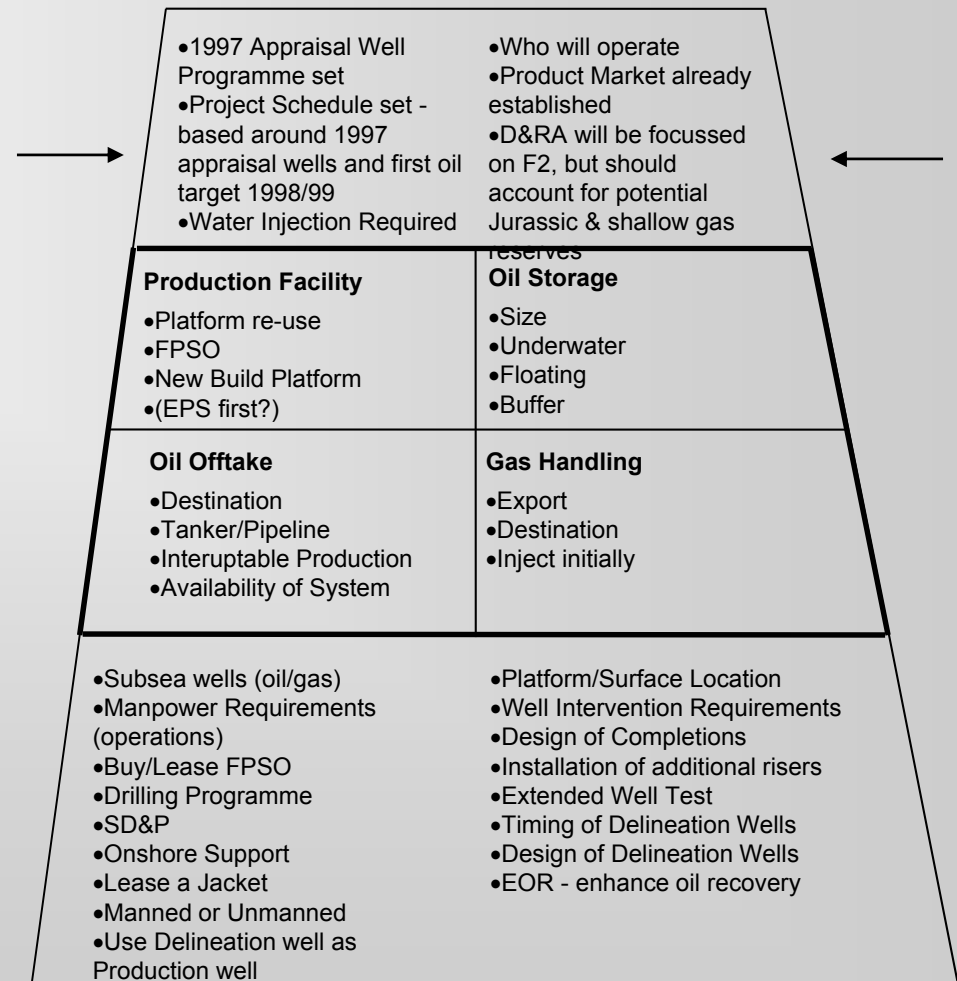 •1997 Appraisal Well
Programme set
•Project Schedule set -
based around 1997
appraisal wells and first oil
target 1998/99
•Water Injection Required
•Who will operate
•Product Market already
established
•D&RA will be focussed
on F2, but should
account for potential
Jurassic & shallow gas
reserves
Production Facility
•Platform re-use
•FPSO
•New Build Platform
•(EPS first?)
Oil Storage
•Size
•Underwater
•Floating
•Buffer
Oil Offtake
•Destination
•Tanker/Pipeline
•Interuptable Production
•Availability of System
Gas Handling
•Export
•Destination
•Inject initially
•Subsea wells (oil/gas)
•Manpower Requirements
(operations)
•Buy/Lease FPSO
•Drilling Programme
•SD&P
•Onshore Support
•Lease a Jacket
•Manned or Unmanned
•Use Delineation well as
Production well
•Platform/Surface Location
•Well Intervention Requirements
•Design of Completions
•Installation of additional risers
•Extended Well Test
•Timing of Delineation Wells
•Design of Delineation Wells
•EOR - enhance oil recovery